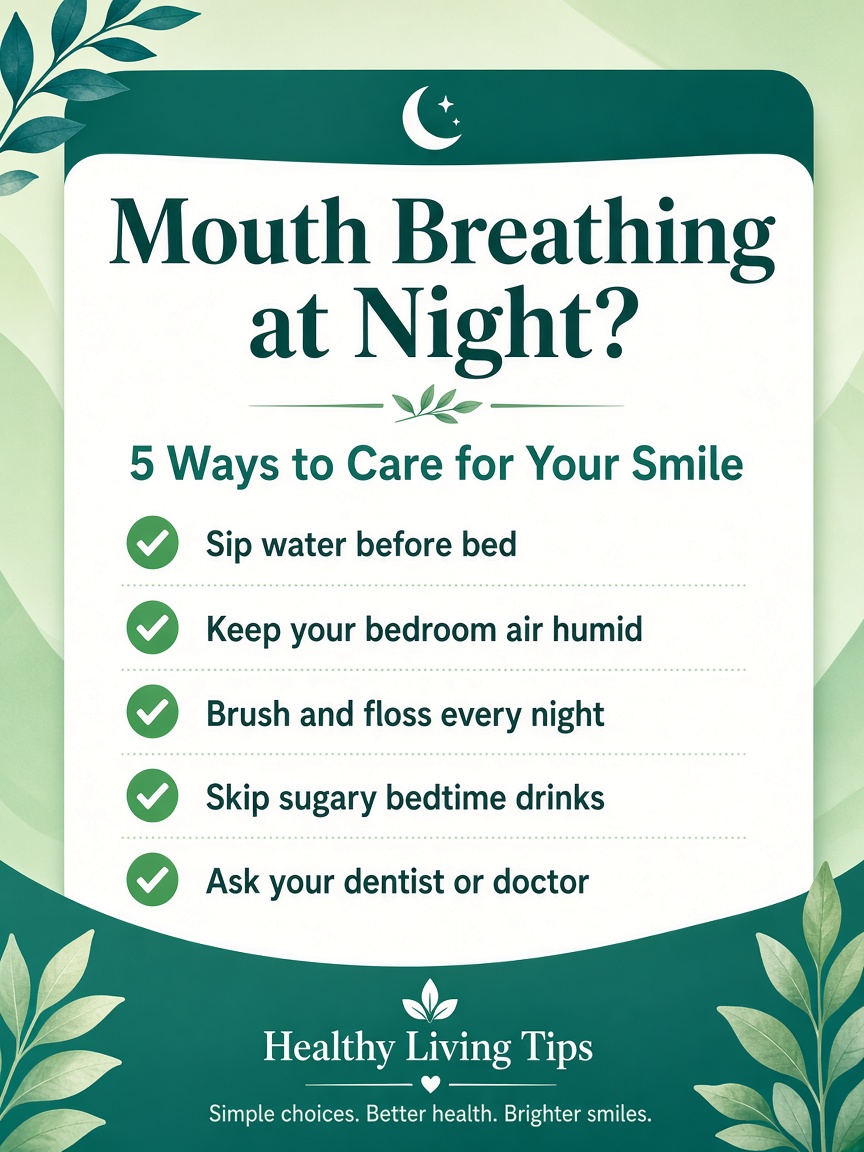 Mouth Breathing
at Night?
5 Ways to Care for Your Smile
Sip water before bed
Keep your bedroom air humid
Brush and floss every night
Skip sugary bedtime drinks
Ask your dentist or doctor
Healthy Living Tips
Simple choices. Better health. Brighter smiles.